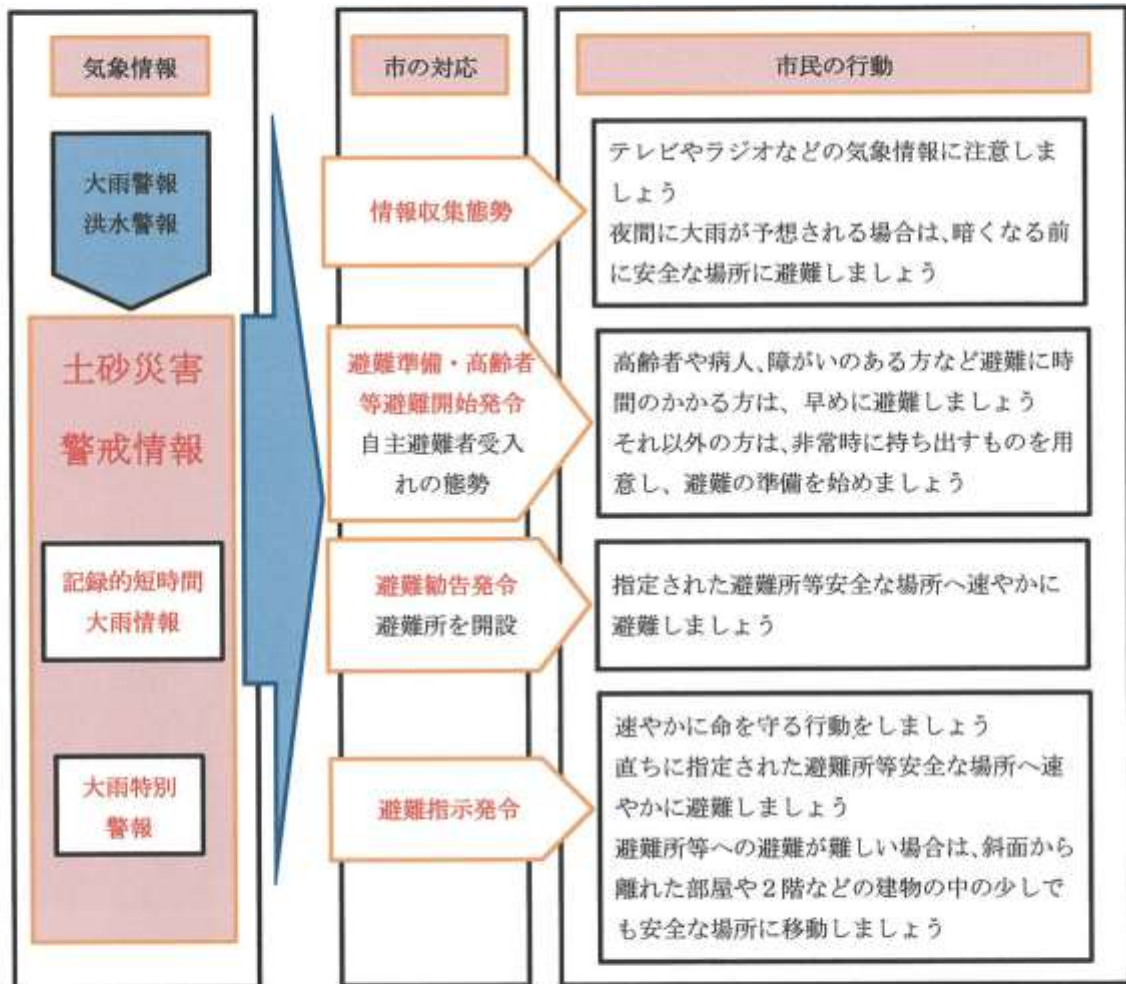 気象情報
市の対応
市民の行動
大雨警報
洪水警報
土砂災害
警戒情報
記録的短時間
大雨情報
大雨特別
警報
情報収集態勢
テレビやラジオなどの気象情報に注意しま
しょう
夜間に大雨が予想される場合は、暗くなる前
に安全な場所に避難しましょう
避難準備・高齢者
等避難開始発令
自主避難者受入
れの態勢
高齢者や病人、障がいのある方など避難に時
間のかかる方は、早めに避難しましょう
それ以外の方は、非常時に持ち出すものを用
意し、避難の準備を始めましょう
避難勧告発令
避難所を開設
指定された避難所等安全な場所へ速やかに
避難しましょう
避難指示発令
速やかに命を守る行動をしましょう
直ちに指定された避難所等安全な場所へ速
やかに避難しましょう
避難所等への避難が難しい場合は、斜面から
離れた部屋や２階などの建物の中の少しで
も安全な場所に移動しましょう